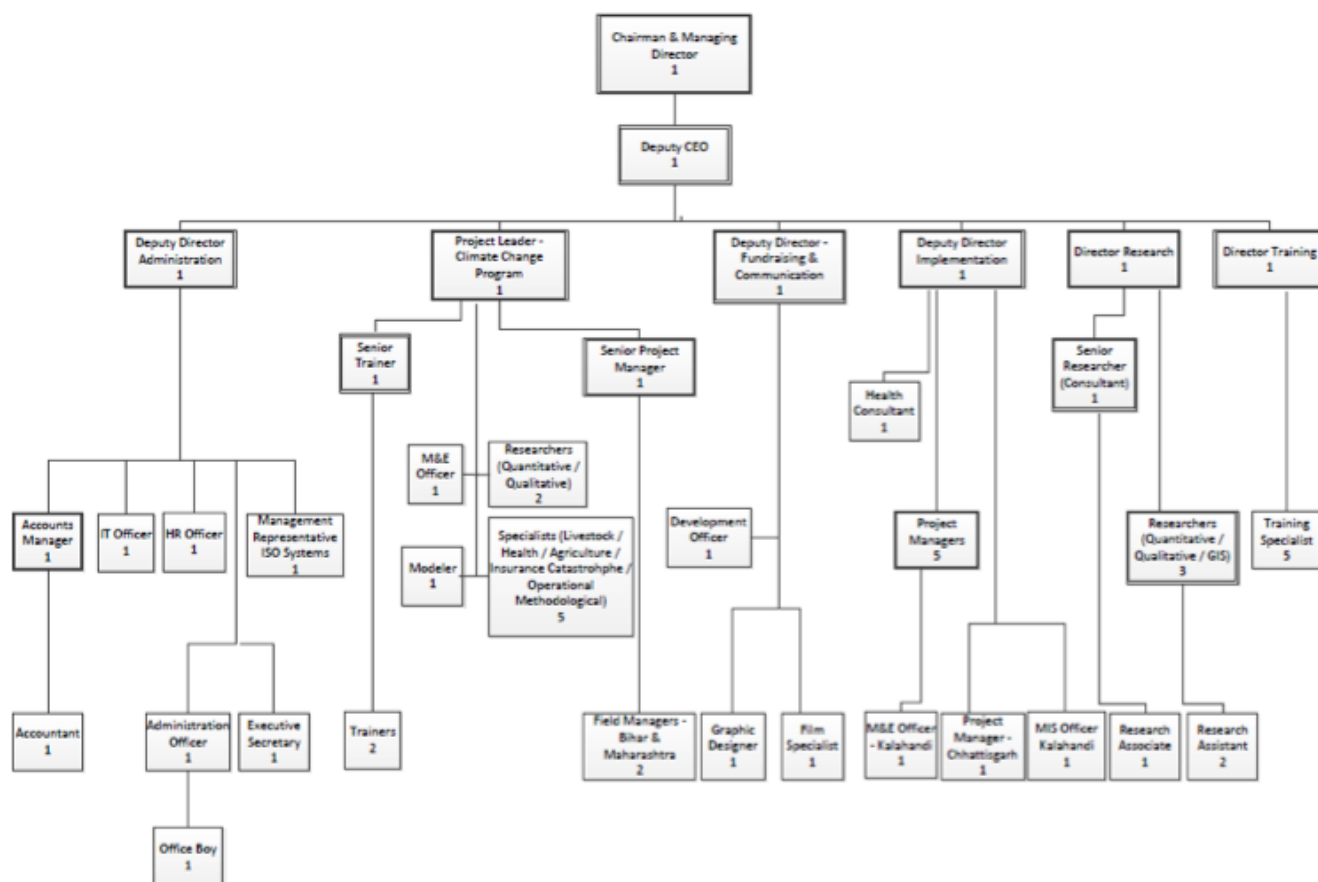 Chairman & Managing
Director
1
Deputy CEO
1
Deputy Director
Administration
1
Project Leader -
Climate Change
Program
1
Deputy Director -
Fundraising &
Communication
1
Deputy Director
Implementation
1
Director Research
1
Director Training
1
Senior
Trainer
1
Senior Project
Manager
1
Health
Consultant
1
Senior
Researcher
(Consultant)
1
M&E
Officer
1
Researchers
(Quantitative /
Qualitative)
2
Accounts
Manager
1
IT Officer
1
HR Officer
1
Management
Representative
ISO Systems
1
Modeler
1
Specialists (Livestock /
Health / Agriculture /
Insurance Catastrohphe /
Operational
Methodological)
5
Development
Officer
1
Project
Managers
5
Researchers
(Quantitative /
Qualitative / GIS)
3
Training
Specialist
5
Accountant
1
Administration
Officer
1
Executive
Secretary
1
Trainers
2
Field Managers -
Bihar &
Maharashtra
2
Graphic
Designer
1
Film
Specialist
1
M&E Officer
- Kalahandi
1
Project
Manager -
Chhattisgarh
1
MIS Officer
Kalahandi
1
Research
Associate
1
Research
Assistant
2
Office Boy
1